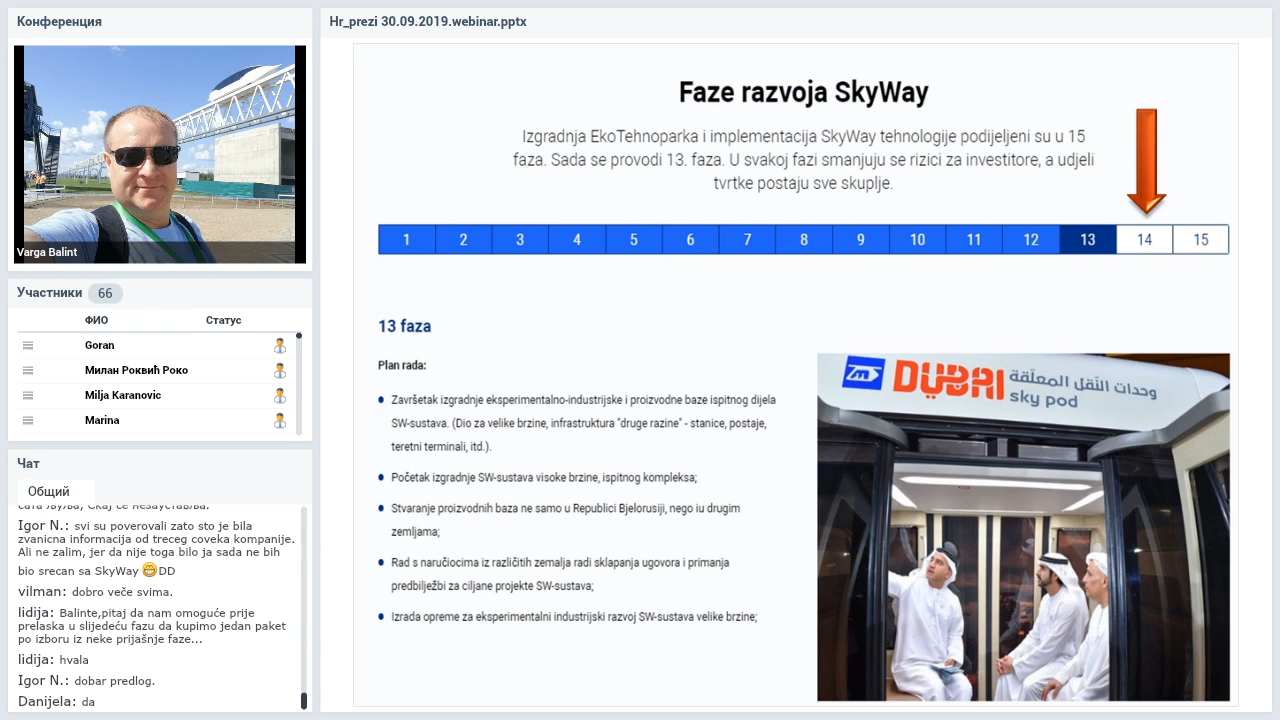 Конференция
Varga Balint
Участники 66
ФИО Статус
Goran
Милан Роквић Роко
Milja Karanovic
Marina
Чат
Общий
Igor N.: svi su poverovali zato sto je bila
zvanicna informacija od treceg coveka kompanije.
Ali ne zalim, jer da nije toga bilo ja sada ne bih
bio srecan sa SkyWay 😁DD
vilman: dobro veče svima.
lidija: Balinte,pitaj da nam omoguće prije
prelaska u slijedeću fazu da kupimo jedan paket
po izboru iz neke prijašnje faze...
lidija: hvala
Igor N.: dobar predlog.
Danijela: da
Hr_prezi 30.09.2019.webinar.pptx
Faze razvoja SkyWay
Izgradnja EkoTehnoparka i implementacija SkyWay tehnologije podijeljeni su u 15
faza. Sada se provodi 13. faza. U svakoj fazi smanjuju se rizici za investitore, a udjeli
tvrtke postaju sve skuplje.
1 2 3 4 5 6 7 8 9 10 11 12 13 14 15
13 faza
Plan rada:
Završetak izgradnje eksperimentalno-industrijske i proizvodne baze ispitnog dijela
SW-sustava. (Dio za velike brzine, infrastruktura "druge razine" - stanice, postaje,
teretni terminali, itd.).
Početak izgradnje SW-sustava visoke brzine, ispitnog kompleksa;
Stvaranje proizvodnih baza ne samo u Republici Bjelorusiji, nego iu drugim
zemljama;
Rad s naručiocima iz različitih zemalja radi sklapanja ugovora i primanja
predbilježbi za ciljane projekte SW-sustava;
Izrada opreme za eksperimentalni industrijski razvoj SW-sustava velike brzine;
DUBAI
وحدات النقل المعلّقة
sky pod